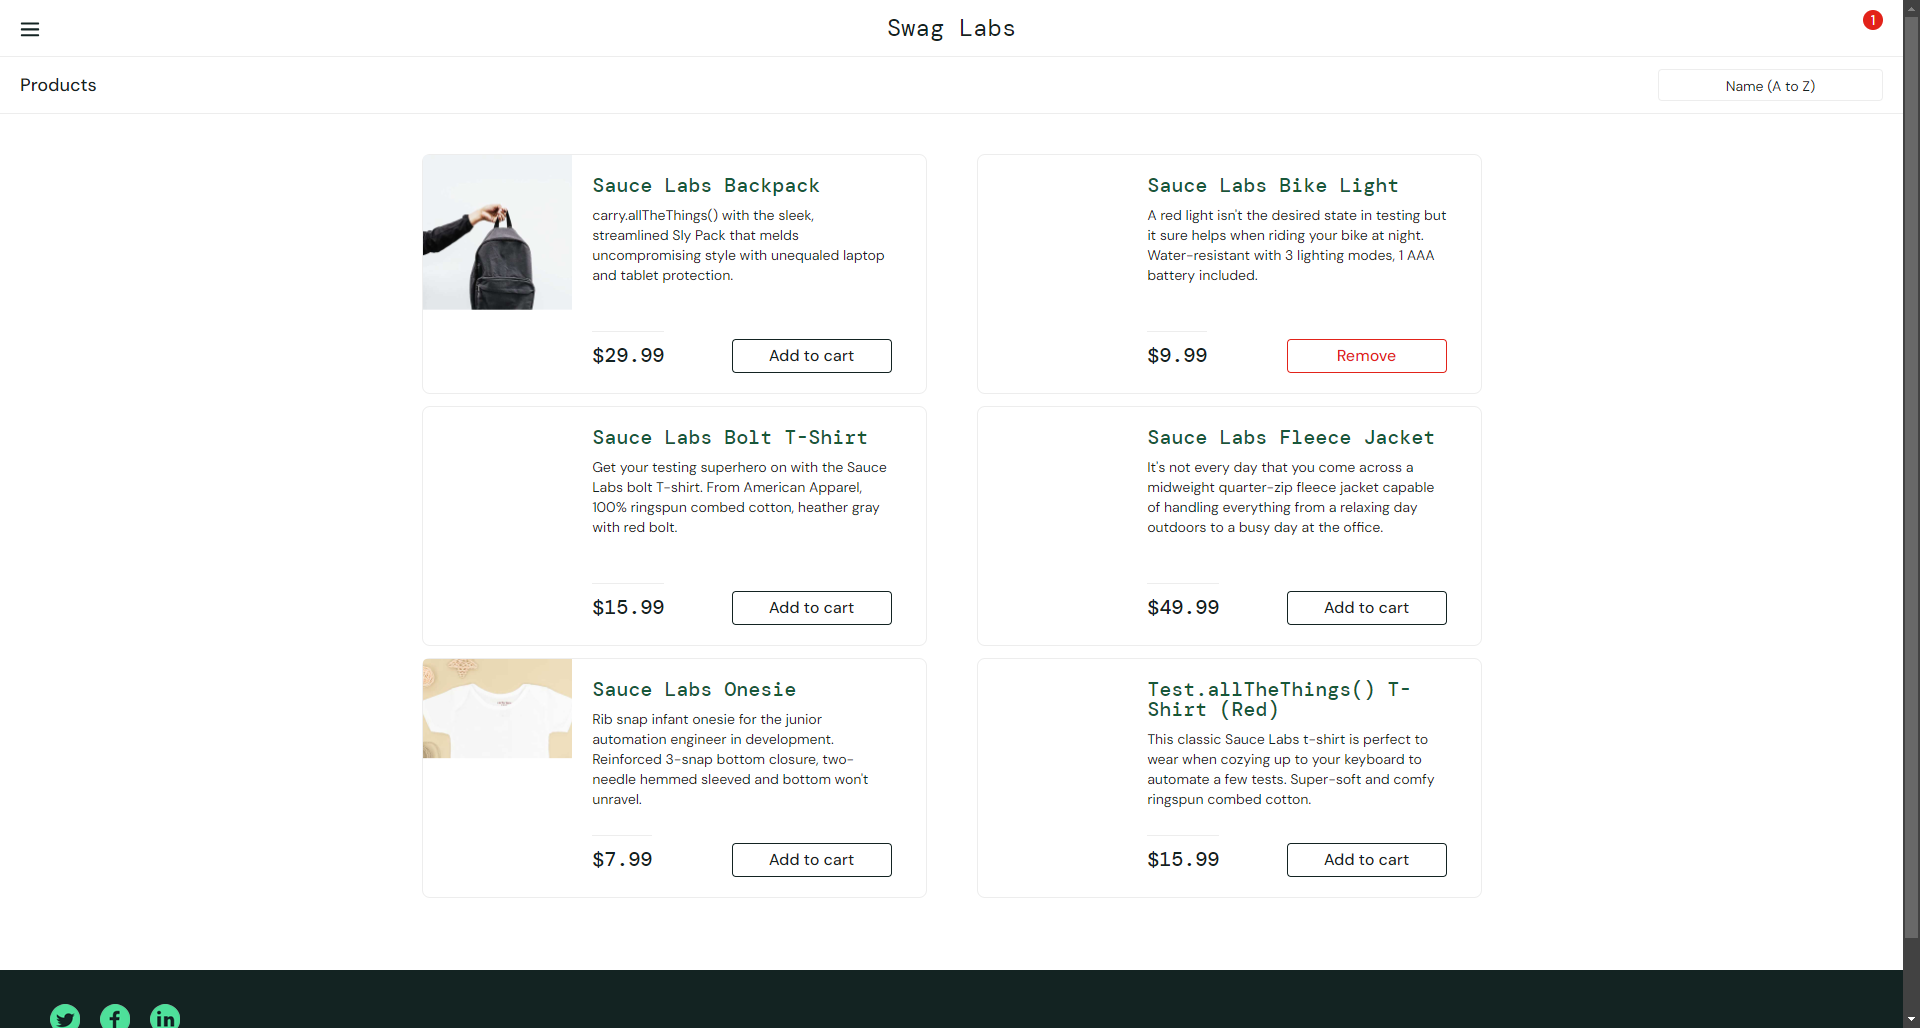 Swag Labs
1
Products
Name (A to Z)
Sauce Labs Backpack
carry.allTheThings() with the sleek,
streamlined Sly Pack that melds
uncompromising style with unequaled laptop
and tablet protection.
$29.99
Add to cart
Sauce Labs Bike Light
A red light isn't the desired state in testing but
it sure helps when riding your bike at night.
Water-resistant with 3 lighting modes, 1 AAA
battery included.
$9.99
Remove
Sauce Labs Bolt T-Shirt
Get your testing superhero on with the Sauce
Labs bolt T-shirt. From American Apparel,
100% ringspun combed cotton, heather gray
with red bolt.
$15.99
Add to cart
Sauce Labs Fleece Jacket
It's not every day that you come across a
midweight quarter-zip fleece jacket capable
of handling everything from a relaxing day
outdoors to a busy day at the office.
$49.99
Add to cart
Sauce Labs Onesie
Rib snap infant onesie for the junior
automation engineer in development.
Reinforced 3-snap bottom closure, two-
needle hemmed sleeved and bottom won't
unravel.
$7.99
Add to cart
Test.allTheThings() T-
Shirt (Red)
This classic Sauce Labs t-shirt is perfect to
wear when cozying up to your keyboard to
automate a few tests. Super-soft and comfy
ringspun combed cotton.
$15.99
Add to cart